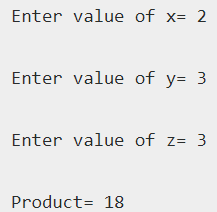 Enter value of x= 2
Enter value of y= 3
Enter value of z= 3
Product= 18